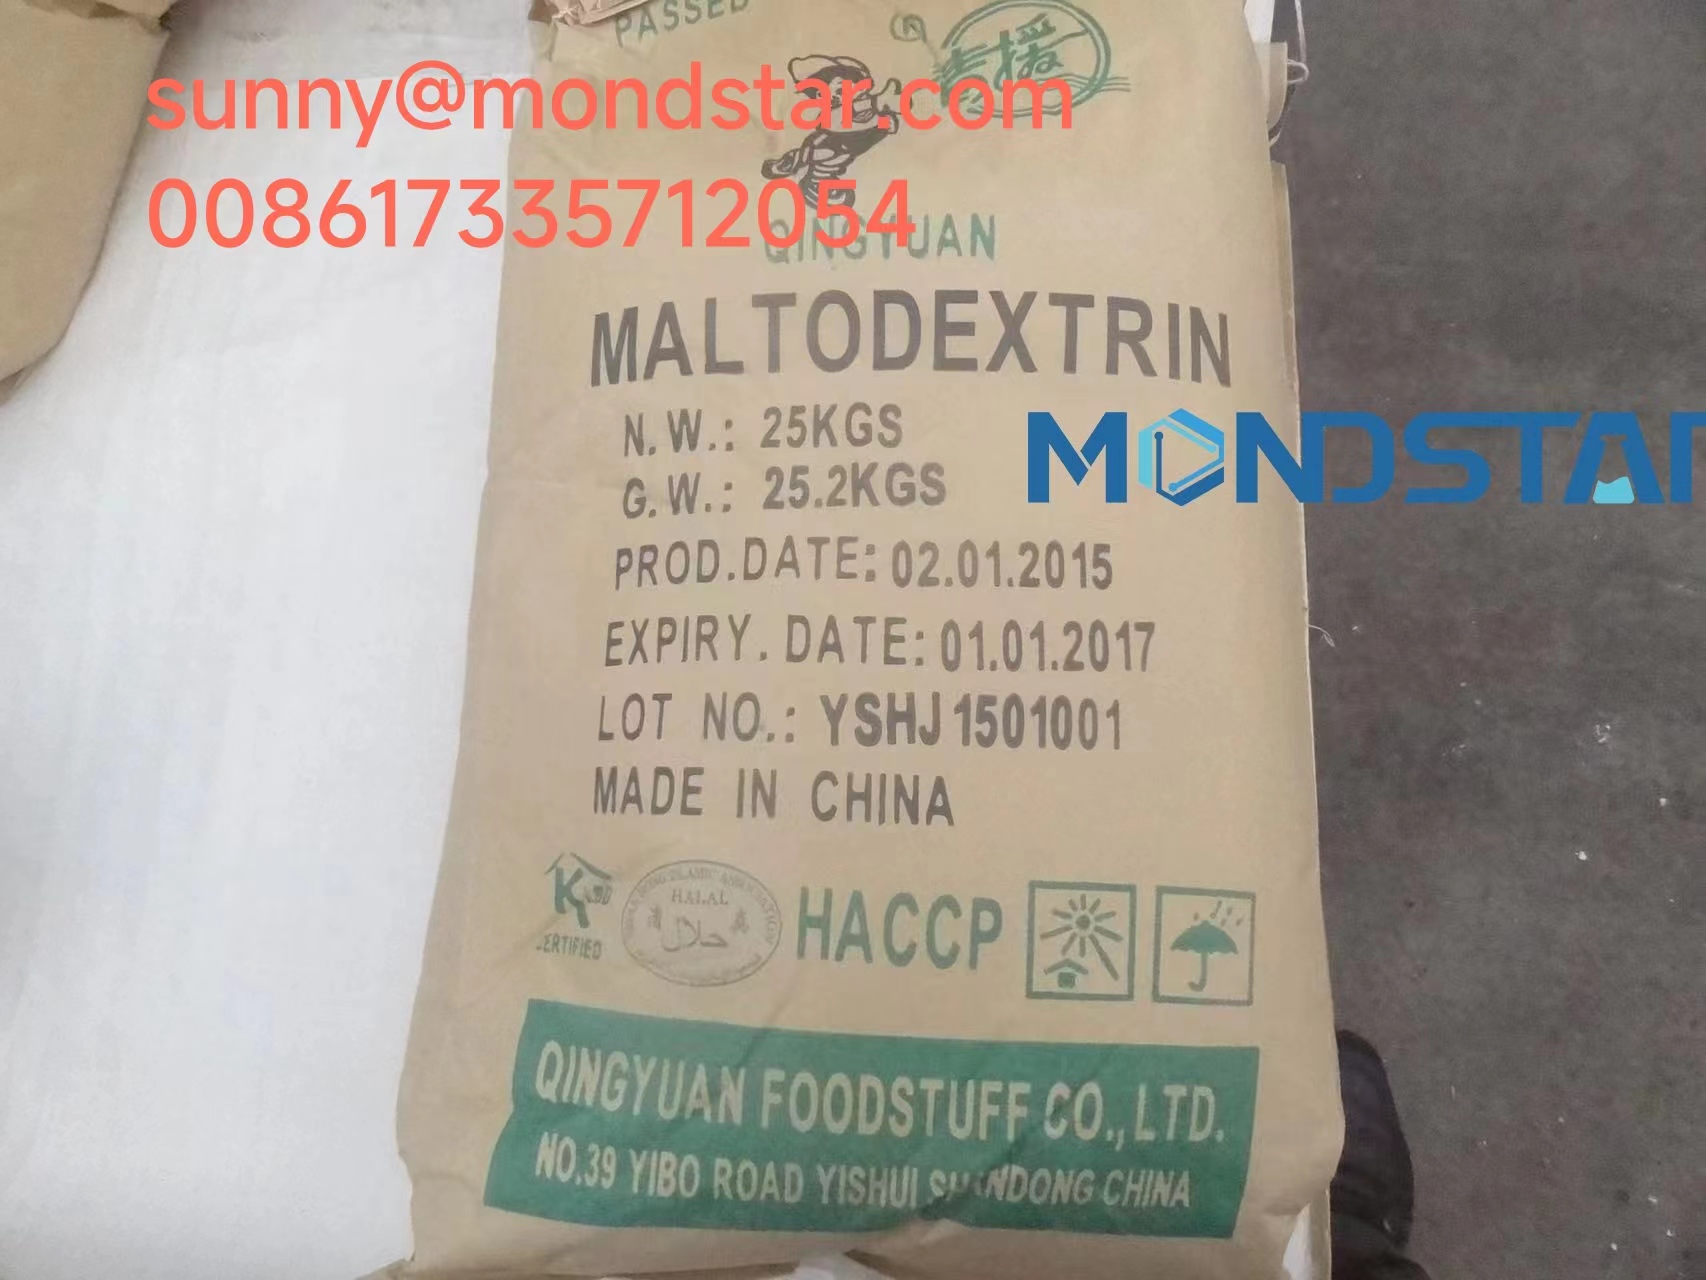 PASSED
®
援
sunny@mondstar.com
008617335712054
QINGYUAN
MALTODEXTRIN
N.W.: 25KGS
G.W.: 25.2KGS
MONDSTAR
PROD.DATE: 02.01.2015
EXPIRY. DATE: 01.01.2017
LOT NO.: YSHJ1501001
MADE IN CHINA
K
CERTIFIED
HALAL
حلال
HACCP
QINGYUAN FOODSTUFF CO., LTD.
NO.39 YIBO ROAD YISHUI SHANDONG CHINA